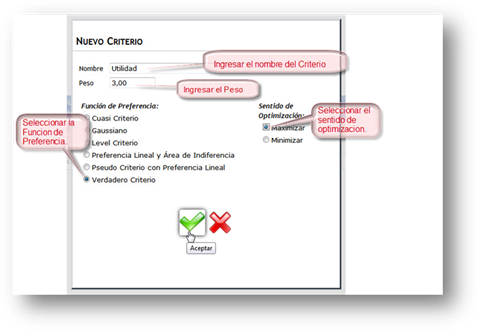 NUEVO CRITERIO
Nombre Utilidad
Ingresar el nombre del Criterio
Peso 3,00
Ingresar el Peso
Función de Preferencia:
Sentido de
Optimización:
Seleccionar la
Funcion de
Preferencia.
Cuasi Criterio
Gaussiano
Level Criterio
Preferencia Lineal y Área de Indiferencia
Pseudo Criterio con Preferencia Lineal
Verdadero Criterio
Seleccionar el
sentido de
optimizacion.
Maximizar
Minimizar
Aceptar